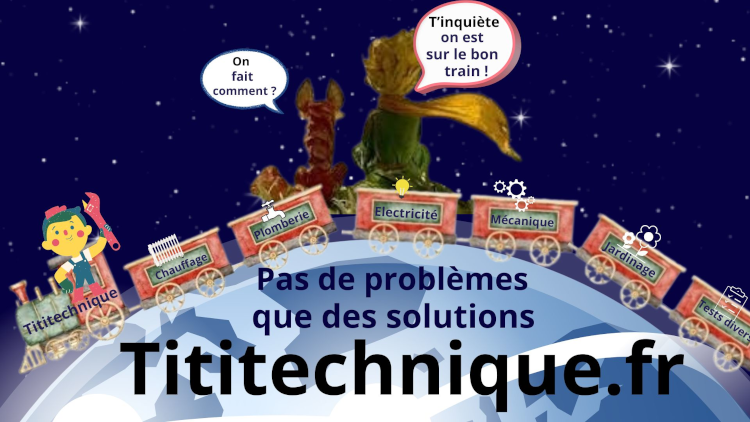 T'inquiète
on est
sur le bon
train !
On
fait
comment ?
Tititechnique
Chauffage
Plomberie
Electricité
Mécanique
Jardinage
Tests divers
Pas de problèmes
que des solutions
Tititechnique.fr